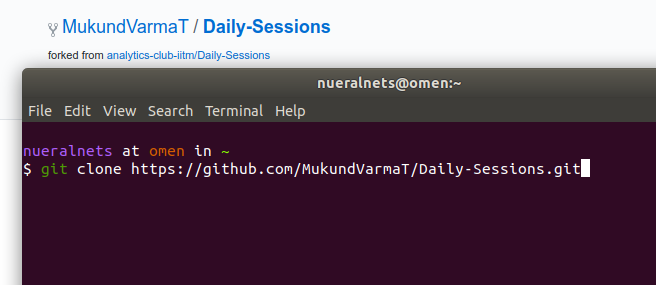 MukundVarmaT / Daily-Sessions
forked from analytics-club-iitm/Daily-Sessions
nueralnets@omen:~
File Edit View Search Terminal Help
nueralnets at omen in ~
$ git clone https://github.com/MukundVarmaT/Daily-Sessions.git